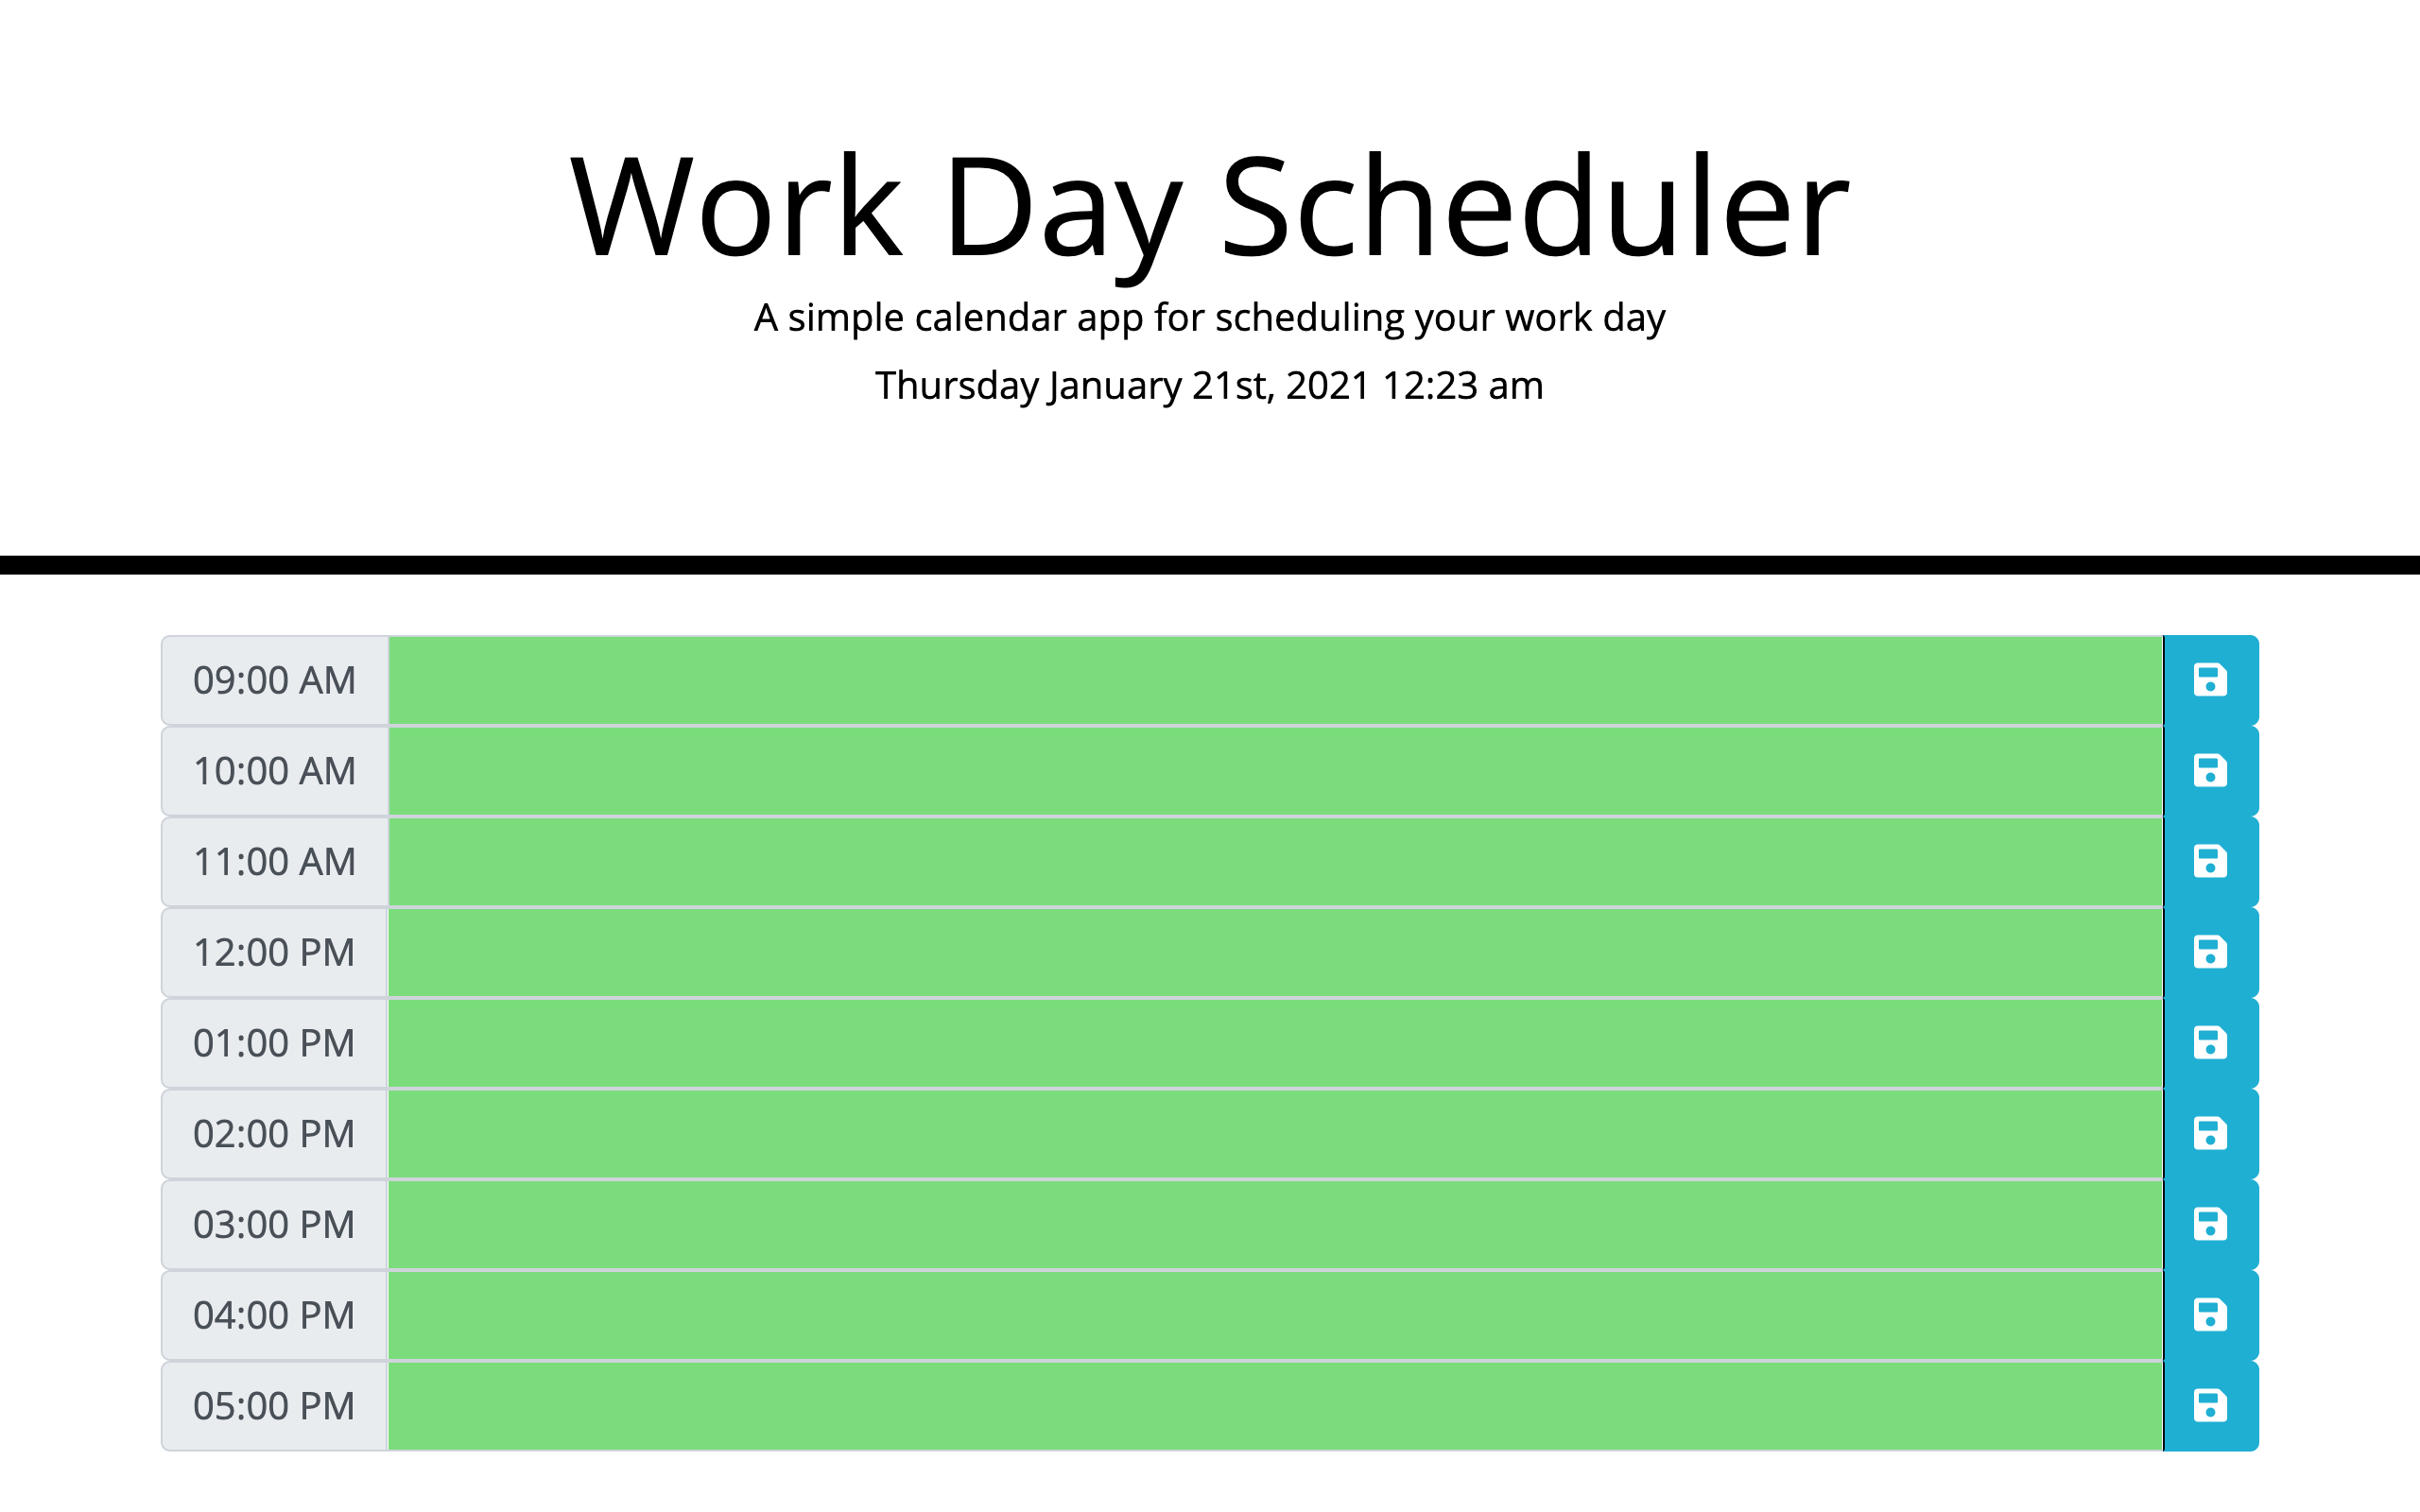 Work Day Scheduler
A simple calendar app for scheduling your work day
Thursday January 21st, 2021 12:23 am
09:00 AM
10:00 AM
11:00 AM
12:00 PM
01:00 PM
02:00 PM
03:00 PM
04:00 PM
05:00 PM